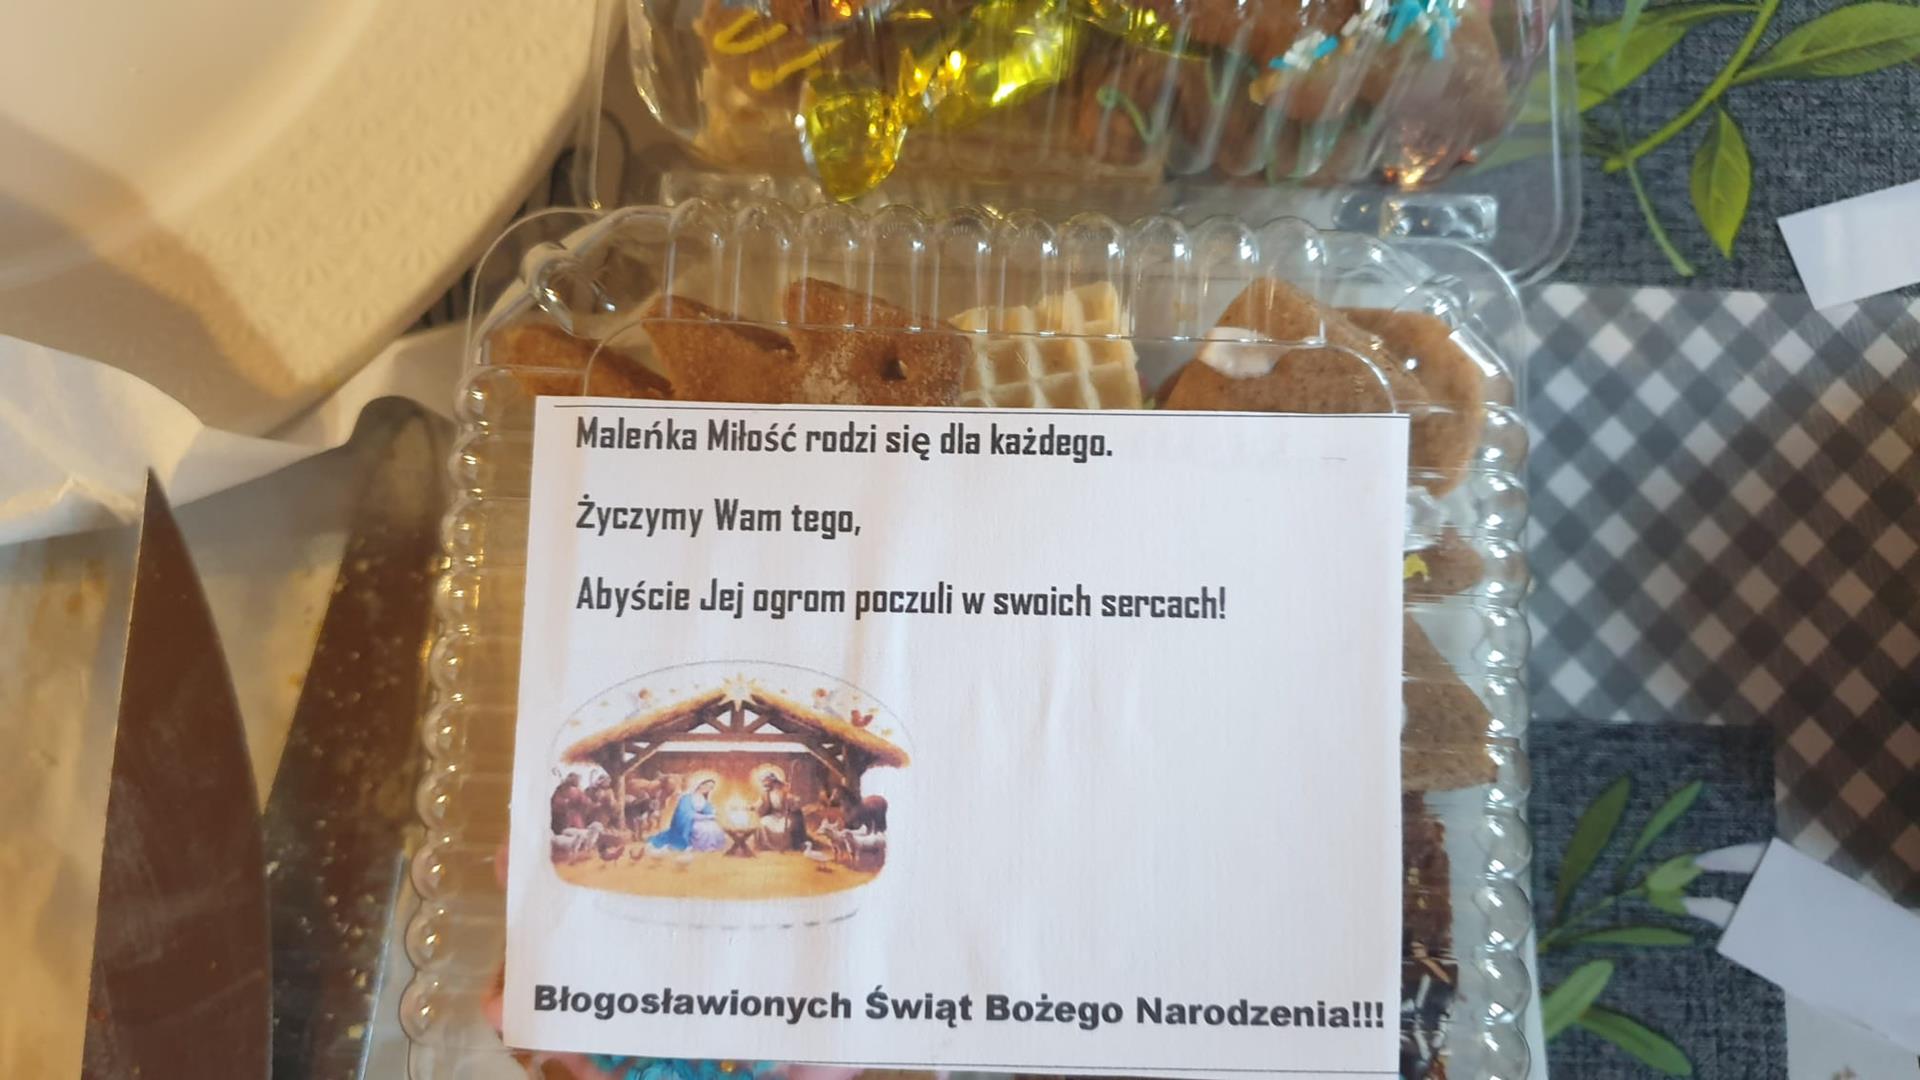 Maleńka Miłość rodzi się dla każdego.
Życzymy Wam tego,
Abyście Jej ogrom poczuli w swoich sercach!
Błogosławionych Świąt Bożego Narodzenia!!!